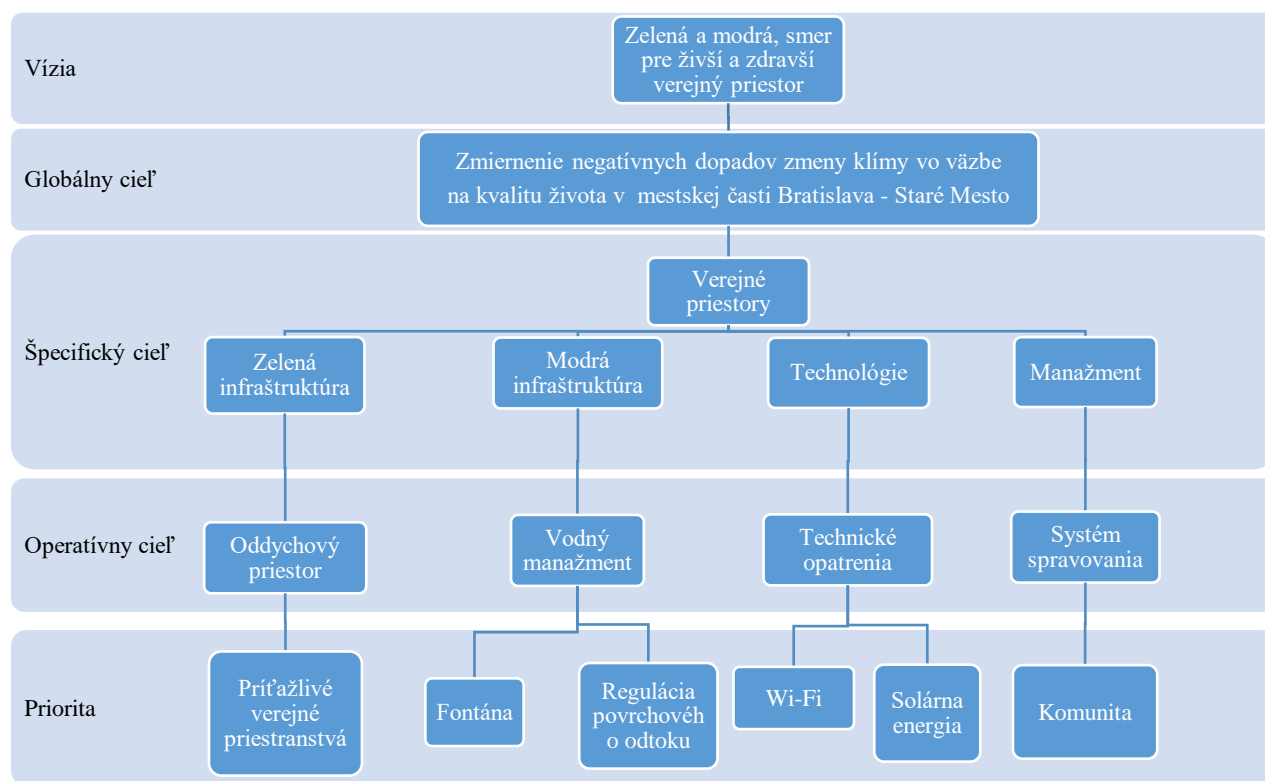 Vízia
Zelená a modrá, smer
pre živší a zdravší
verejný priestor
Globálny cieľ
Zmiernenie negatívnych dopadov zmeny klímy vo väzbe
na kvalitu života v mestskej časti Bratislava - Staré Mesto
Špecifický cieľ
Verejné
priestory
Zelená
infraštruktúra
Modrá
infraštruktúra
Technológie
Manažment
Operatívny cieľ
Oddychový
priestor
Vodný
manažment
Technické
opatrenia
Systém
spravovania
Priorita
Príťažlivé
verejné
priestranstvá
Fontána
Regulácia
povrchovéh
o odtoku
Wi-Fi
Solárna
energia
Komunita